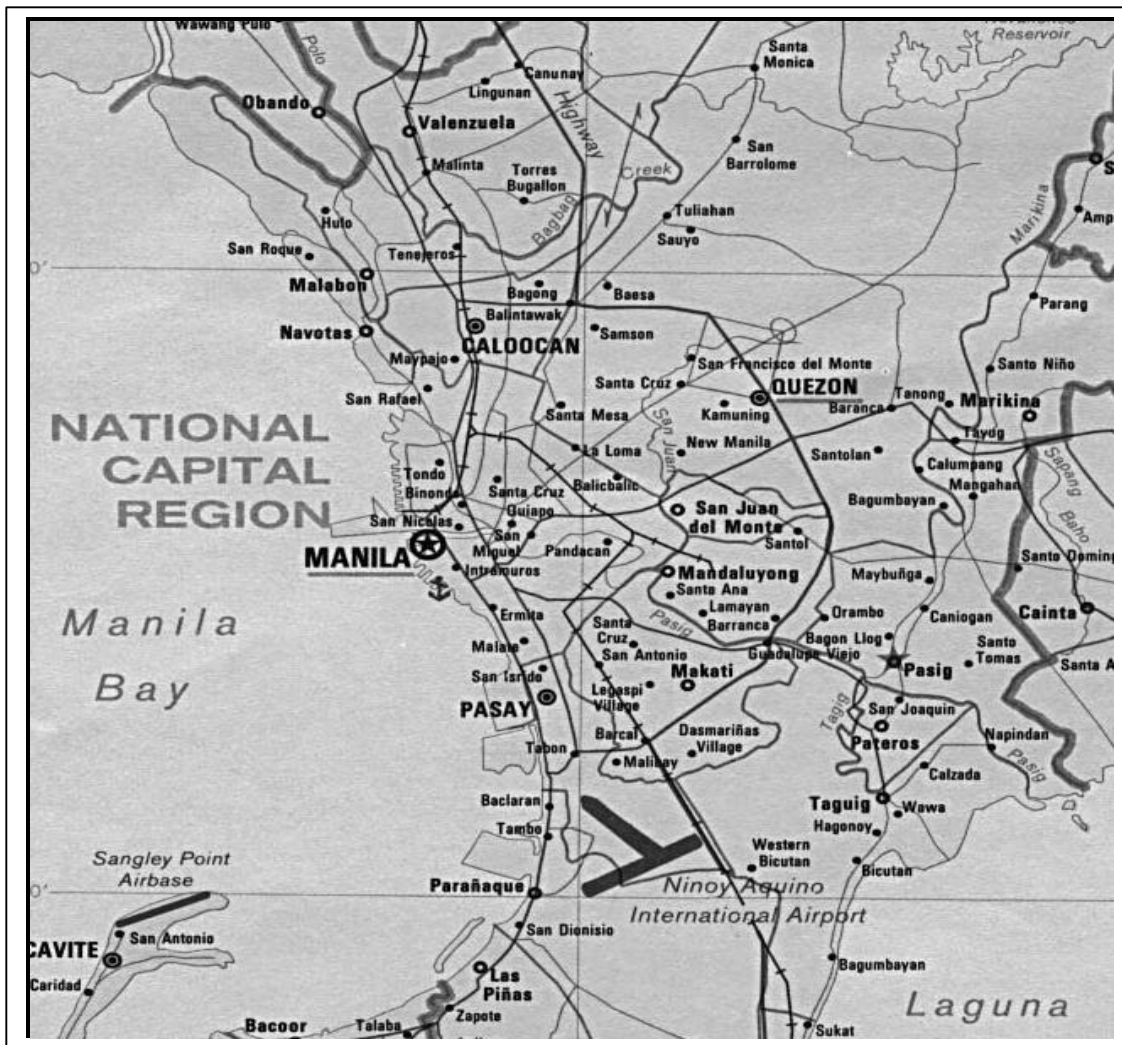 Wawang Pulo
Polo
Canunay
Lingunan
Santa
Monica
Reservoir
Obando
Valenzuela
Highway
San
Barrolome
Malinta
Torres
Bugallon
Creek
Bagbag
Marikina
S
Amp
Hulo
Tuliahan
Sauyo
San Roque
Tenejeros
0'
Malabon
Bagong
Baesa
Parang
Balintawak
Navotas
CALOOCAN
Samson
Maypajo
San Francisco del Monte
Santo Niño
San Rafael
Santa Cruz
QUEZON
Tanong
Marikina
Santa Mesa
Kamuning
Baranca
NATIONAL
CAPITAL
REGION
San Juan
New Manila
Tayug
La Loma
Santolan
Calumpang
Sapang
Baho
Tondo
Balicbalic
Mangahan
Binondo
Santa Cruz
Bagumbayan
Quiapo
San Juan
del Monte
San Nicolas
San
Miguel
Pandacan
Santol
MANILA
Intramuros
Mandaluyong
Maybuñga
Santo Doming
Santa Ana
Ermita
Lamayan
Barranca
Orambo
Caniogan
Cainta
Manila
Bay
Pasig
Malate
Santa
Cruz
Bagon Llog
Santo
Tomas
San Antonio
Guadalupe Viejo
Santa A
San Isrido
Makati
Pasig
Legaspi
Village
PASAY
Tagig
San Joaquin
Barcal
Dasmariñas
Village
Pateros
Napindan
Tabon
Malibay
Calzada
Pasig
Baclaran
Taguig
Wawa
Tambo
Hagonoy
Western
Bicutan
Bicutan
Sangley Point
Airbase
Parañaque
Ninoy Aquino
International Airport
San Antonio
San Dionisio
CAVITE
Bagumbayan
Caridad
Las
Piñas
Laguna
Zapote
Bacoor
Talaba
Sukat